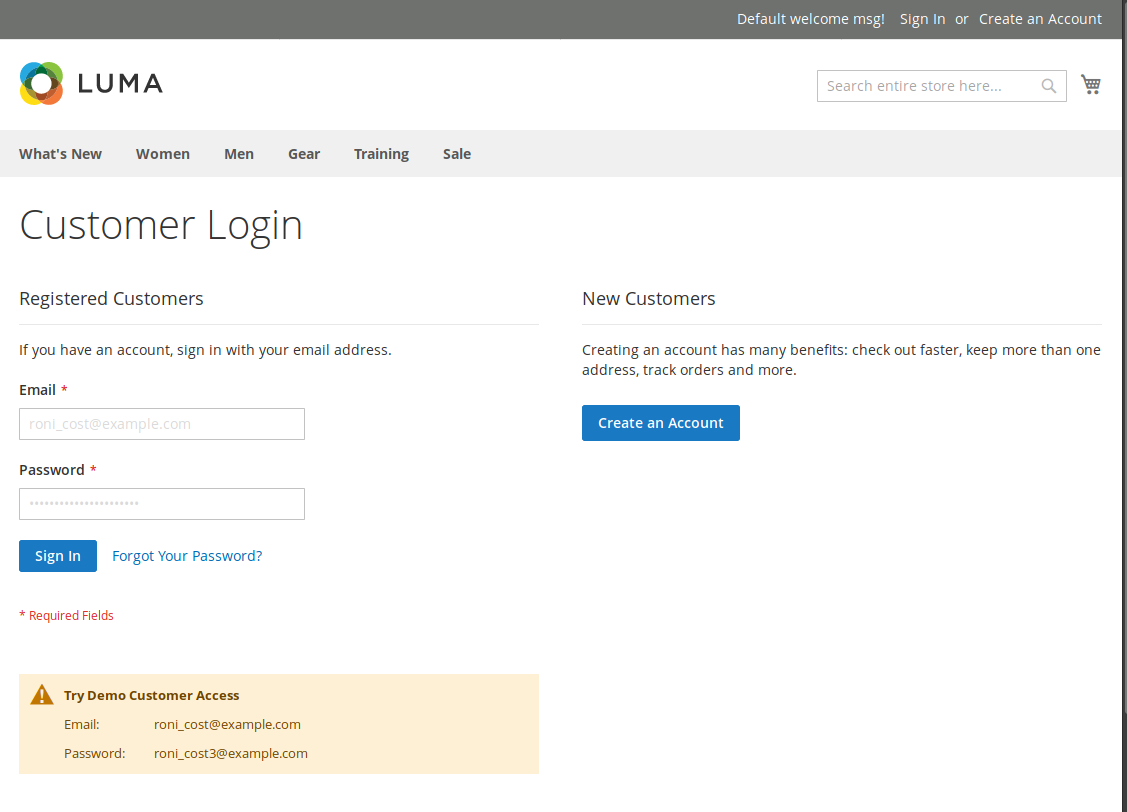 Default welcome msg! Sign In or Create an Account
LUMA
Search entire store here...
What's New Women Men Gear Training Sale
Customer Login
Registered Customers
If you have an account, sign in with your email address.
Email *
roni_cost@example.com
Password *
••••••••••••••••••••••
Sign In Forgot Your Password?
* Required Fields
Try Demo Customer Access
Email: roni_cost@example.com
Password: roni_cost3@example.com
New Customers
Creating an account has many benefits: check out faster, keep more than one
address, track orders and more.
Create an Account